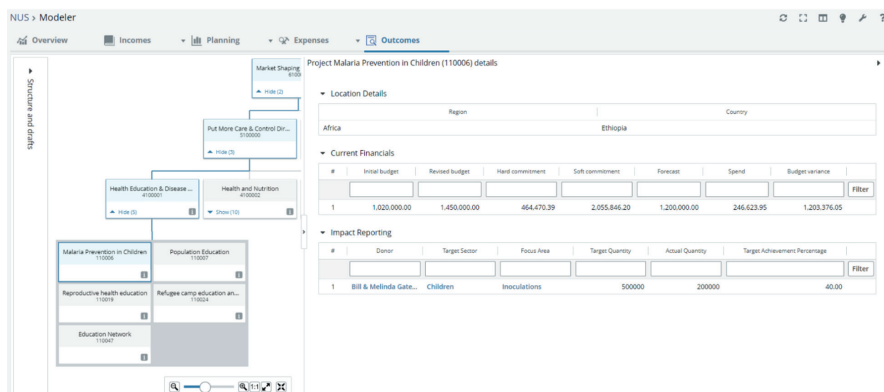 NUS > Modeler
Overview
Incomes
Planning
Expenses
Outcomes
Structure and drafts
Market Shaping
6100
Hide (2)
Put More Care & Control Dir...
5100000
Hide (3)
Health Education & Disease ...
4100001
Hide (5)
Health and Nutrition
4100002
Show (10)
Malaria Prevention in Children
110006
Population Education
110007
Reproductive health education
110019
Refugee camp education an...
110024
Education Network
110047
1:1
Project Malaria Prevention in Children (110006) details
Location Details
Region Country
Africa Ethiopia
Current Financials
# Initial budget Revised budget Hard commitment Soft commitment Forecast Spend Budget variance
Filter
1 1,020,000.00 1,450,000.00 464,470.39 2,055,846.20 1,200,000.00 246,623.95 1,203,376.05
Impact Reporting
# Donor Target Sector Focus Area Target Quantity Actual Quantity Target Achievement Percentage
Filter
1 Bill & Melinda Gate... Children Inoculations 500000 200000 40.00